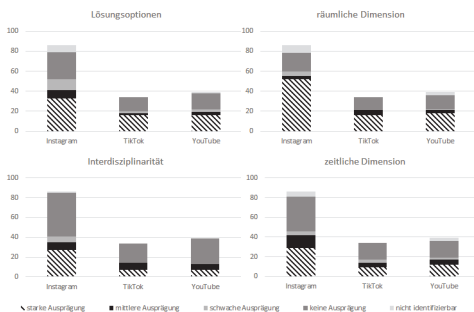 Lösungsoptionen
100
80
60
40
20
0
Instagram TikTok YouTube
räumliche Dimension
100
80
60
40
20
0
Instagram TikTok YouTube
Interdisziplinarität
100
80
60
40
20
0
Instagram TikTok YouTube
zeitliche Dimension
100
80
60
40
20
0
Instagram TikTok YouTube
starke Ausprägung mittlere Ausprägung schwache Ausprägung keine Ausprägung nicht identifizierbar